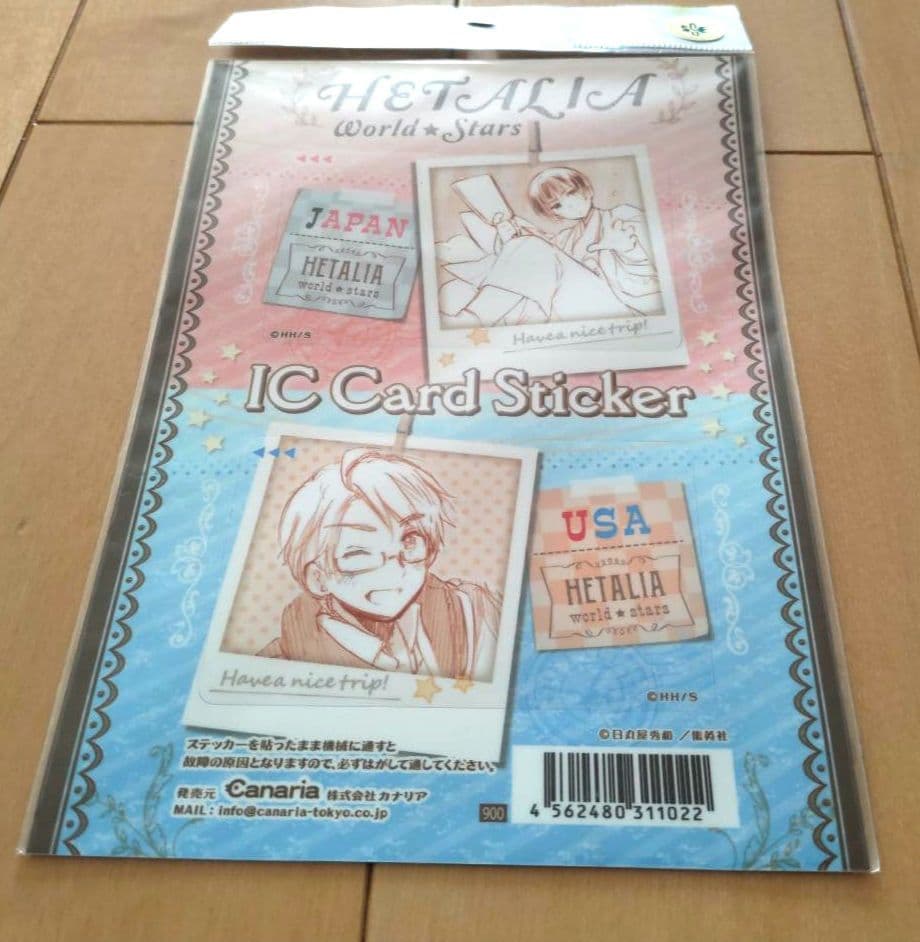 HETALIA
World★Stars
JAPAN
HETALIA
world★stars
©HH/S
Have a nice trip!
IC Card Sticker
USA
HETALIA
world★stars
Have a nice trip!
©HH/S
©日丸屋秀和／集英社
ステッカーを貼ったまま機械に通すと
故障の原因となりますので、必ずはがして通してください。
発売元 Canaria 株式会社カナリア
MAIL : info@canaria-tokyo.co.jp
900
4 562480 311022